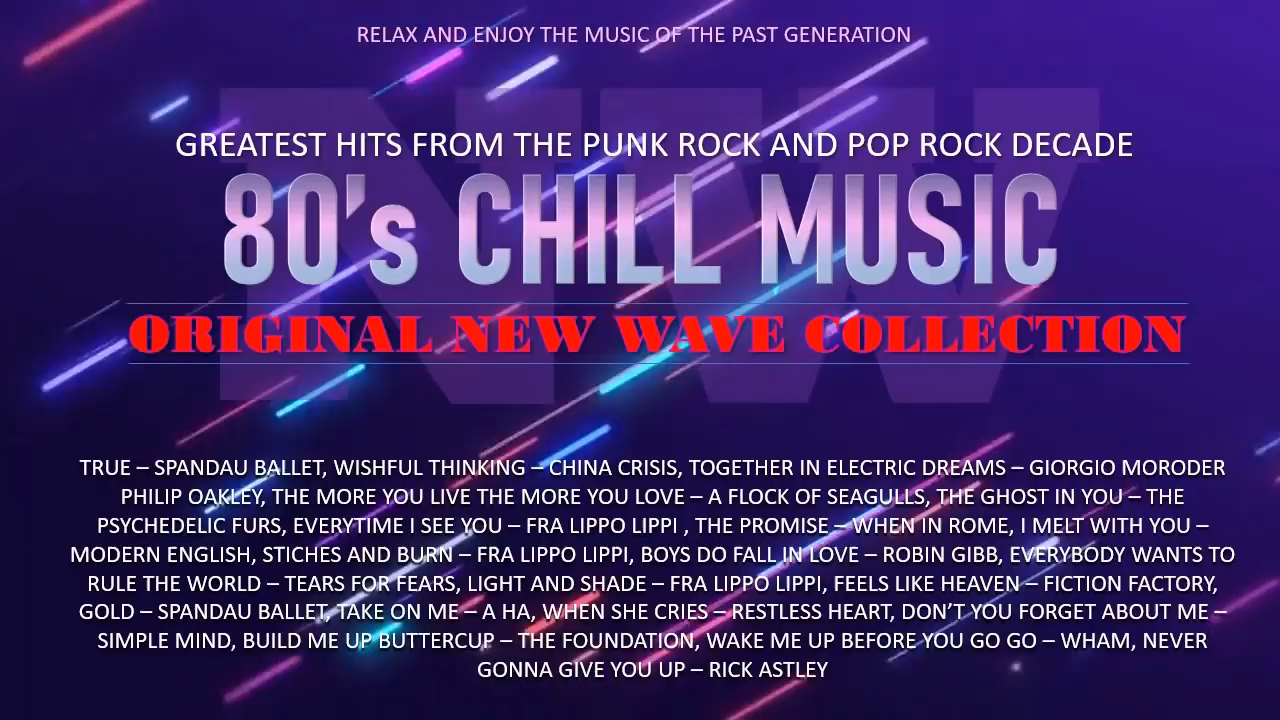 RELAX AND ENJOY THE MUSIC OF THE PAST GENERATION
NW
GREATEST HITS FROM THE PUNK ROCK AND POP ROCK DECADE
80's CHILL MUSIC
ORIGINAL NEW WAVE COLLECTION
TRUE – SPANDAU BALLET, WISHFUL THINKING – CHINA CRISIS, TOGETHER IN ELECTRIC DREAMS – GIORGIO MORODER
PHILIP OAKLEY, THE MORE YOU LIVE THE MORE YOU LOVE – A FLOCK OF SEAGULLS, THE GHOST IN YOU – THE
PSYCHEDELIC FURS, EVERYTIME I SEE YOU – FRA LIPPO LIPPI , THE PROMISE – WHEN IN ROME, I MELT WITH YOU –
MODERN ENGLISH, STICHES AND BURN – FRA LIPPO LIPPI, BOYS DO FALL IN LOVE – ROBIN GIBB, EVERYBODY WANTS TO
RULE THE WORLD – TEARS FOR FEARS, LIGHT AND SHADE – FRA LIPPO LIPPI, FEELS LIKE HEAVEN – FICTION FACTORY,
GOLD – SPANDAU BALLET, TAKE ON ME – A HA, WHEN SHE CRIES – RESTLESS HEART, DON'T YOU FORGET ABOUT ME –
SIMPLE MIND, BUILD ME UP BUTTERCUP – THE FOUNDATION, WAKE ME UP BEFORE YOU GO GO – WHAM, NEVER
GONNA GIVE YOU UP – RICK ASTLEY